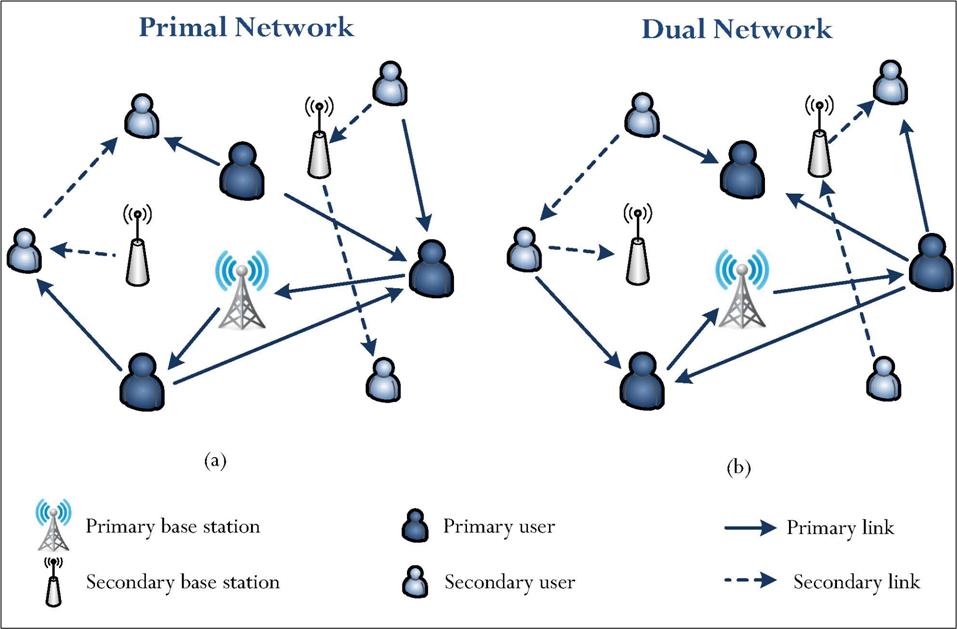 Primal Network
Dual Network
(a)
(b)
Primary base station
Primary user
Primary link
Secondary base station
Secondary user
Secondary link